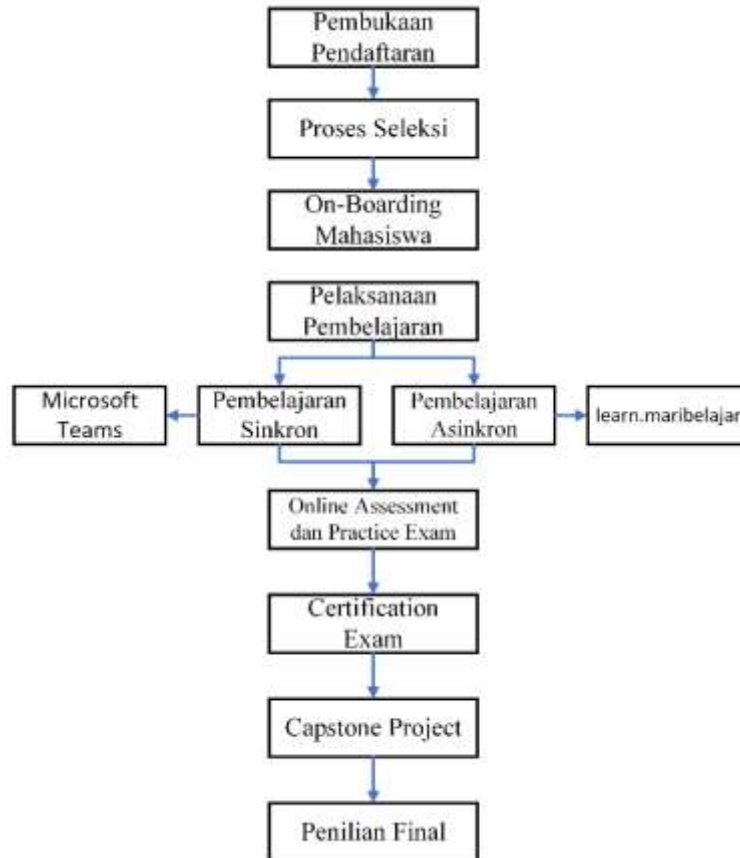 Pembukaan
Pendaftaran
Proses Seleksi
On-Boarding
Mahasiswa
Pelaksanaan
Pembelajaran
Microsoft
Teams
Pembelajaran
Sinkron
Pembelajaran
Asinkron
learn.maribelajar
Online Assessment
dan Practice Exam
Certification
Exam
Capstone Project
Penilian Final